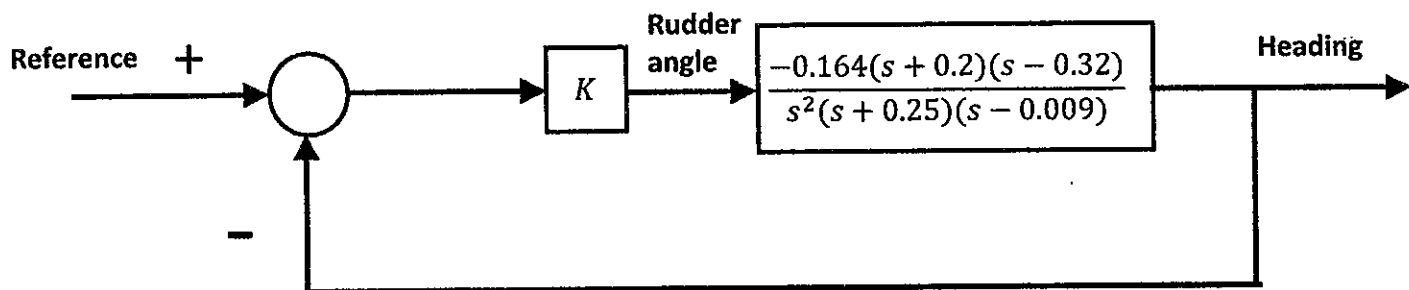 Reference +
Rudder
angle
K
−0.164(s + 0.2)(s − 0.32)
s²(s + 0.25)(s − 0.009)
Heading
−